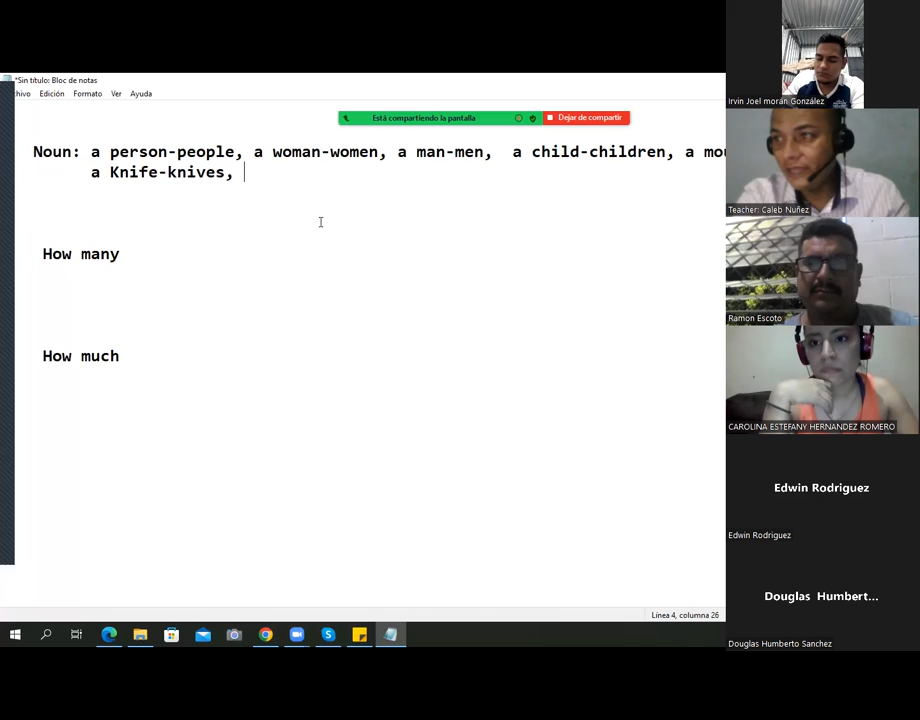 *Sin título: Bloc de notas
hivo Edición Formato Ver Ayuda
Está compartiendo la pantalla Dejar de compartir
Noun: a person-people, a woman-women, a man-men, a child-children, a mou
a Knife-knives,
How many
How much
Línea 4, columna 26
Irvin Joel morán González
Teacher: Caleb Nuñez
Ramon Escoto
CAROLINA ESTEFANY HERNANDEZ ROMERO
Edwin Rodriguez
Edwin Rodriguez
Douglas Humbert...
Douglas Humberto Sanchez